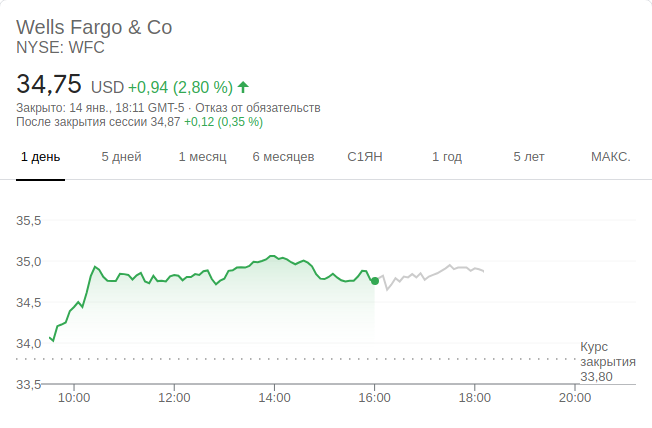 Wells Fargo & Co
NYSE: WFC
34,75 USD +0,94 (2,80 %)
Закрыто: 14 янв., 18:11 GMT-5 · Отказ от обязательств
После закрытия сессии 34,87 +0,12 (0,35 %)
1 день 5 дней 1 месяц 6 месяцев С1ЯН 1 год 5 лет МАКС.
35,5
35,0
34,5
34,0
Курс
закрытия
33,80
33,5
10:00 12:00 14:00 16:00 18:00 20:00